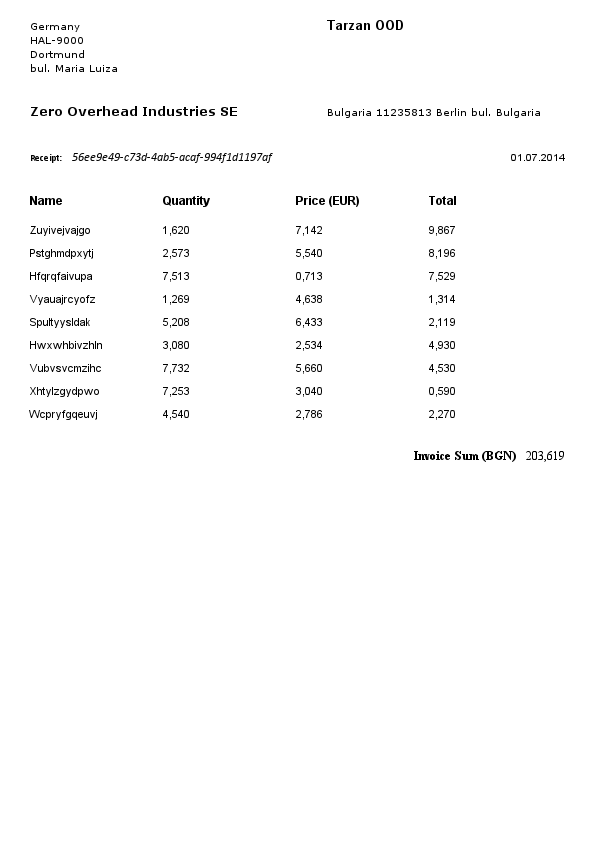 Germany
HAL-9000
Dortmund
bul. Maria Luiza
Tarzan OOD
Zero Overhead Industries SE
Bulgaria 11235813 Berlin bul. Bulgaria
Receipt: 56ee9e49-c73d-4ab5-acaf-994f1d1197af 01.07.2014
Name Quantity Price (EUR) Total
Zuyivejvajgo 1,620 7,142 9,867
Pstghmdpxytj 2,573 5,540 8,196
Hfqrqfaivupa 7,513 0,713 7,529
Vyauajrcyofz 1,269 4,638 1,314
Spultyysldak 5,208 6,433 2,119
Hwxwhbivzhln 3,080 2,534 4,930
Vubvsvcmzihc 7,732 5,660 4,530
Xhtylzgydpwo 7,253 3,040 0,590
Wcpryfgqeuvj 4,540 2,786 2,270
Invoice Sum (BGN) 203,619